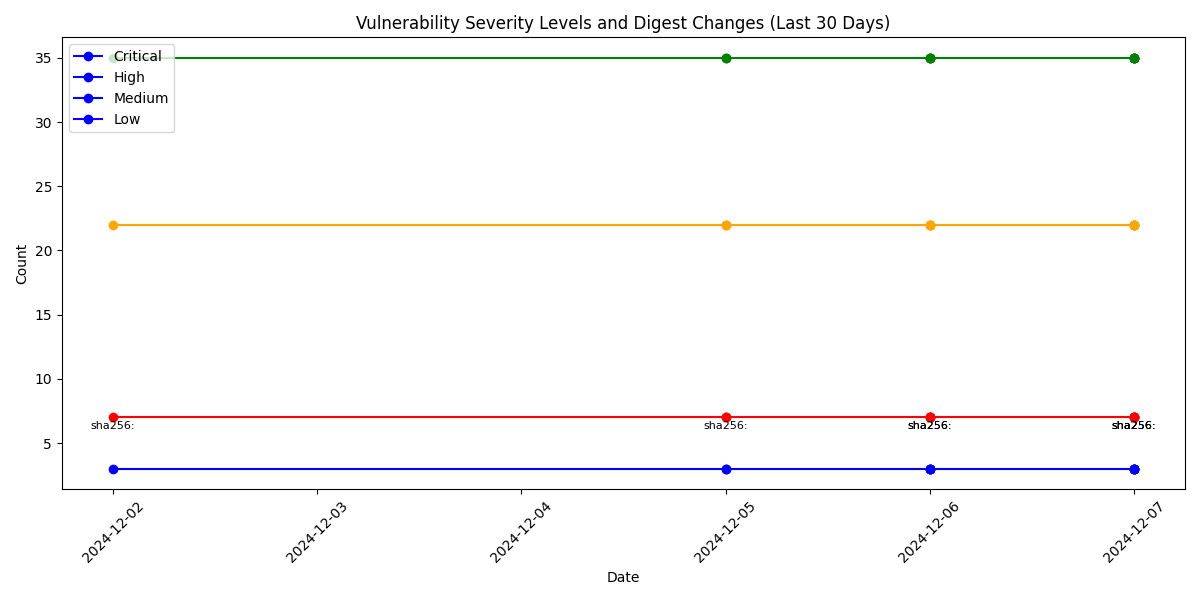 Vulnerability Severity Levels and Digest Changes (Last 30 Days)
Critical
High
Medium
Low
35
30
25
20
15
10
5
Count
sha256:
sha256:
sha256:
sha256:
2024-12-02
2024-12-03
2024-12-04
2024-12-05
2024-12-06
2024-12-07
Date